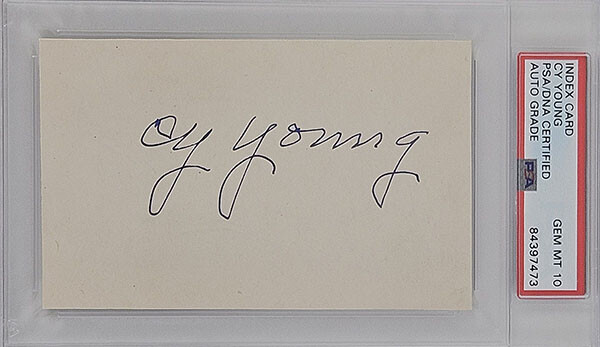 cy young
INDEX CARD
CY YOUNG
PSA/DNA CERTIFIED
AUTO GRADE
PSA
GEM MT 10
84397473